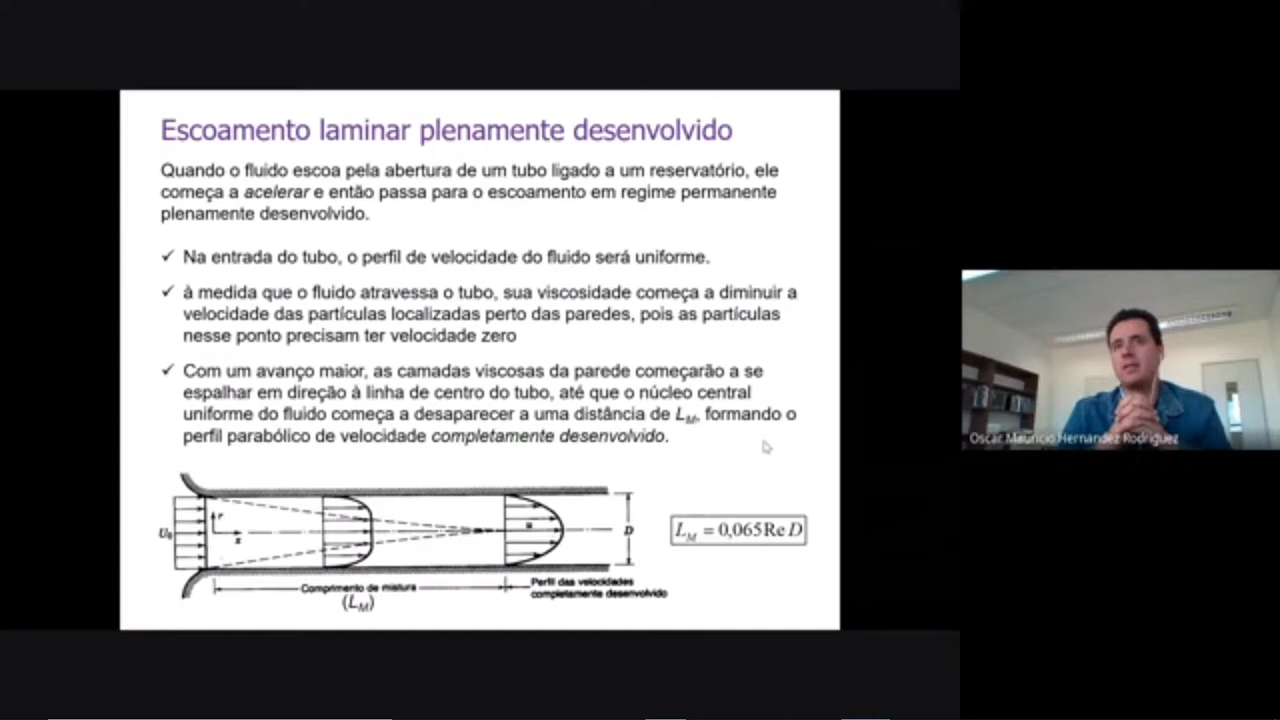 Escoamento laminar plenamente desenvolvido
Quando o fluido escoa pela abertura de um tubo ligado a um reservatório, ele
começa a acelerar e então passa para o escoamento em regime permanente
plenamente desenvolvido.
✓ Na entrada do tubo, o perfil de velocidade do fluido será uniforme.
✓ à medida que o fluido atravessa o tubo, sua viscosidade começa a diminuir a
velocidade das partículas localizadas perto das paredes, pois as partículas
nesse ponto precisam ter velocidade zero
✓ Com um avanço maior, as camadas viscosas da parede começarão a se
espalhar em direção à linha de centro do tubo, até que o núcleo central
uniforme do fluido começa a desaparecer a uma distância de L_M, formando o
perfil parabólico de velocidade completamente desenvolvido.
U₀
r
x
u
D
L_M = 0,065 Re D
Comprimento de mistura
(L_M)
Perfil das velocidades
completamente desenvolvido
Oscar Mauricio Hernandez Rodriguez